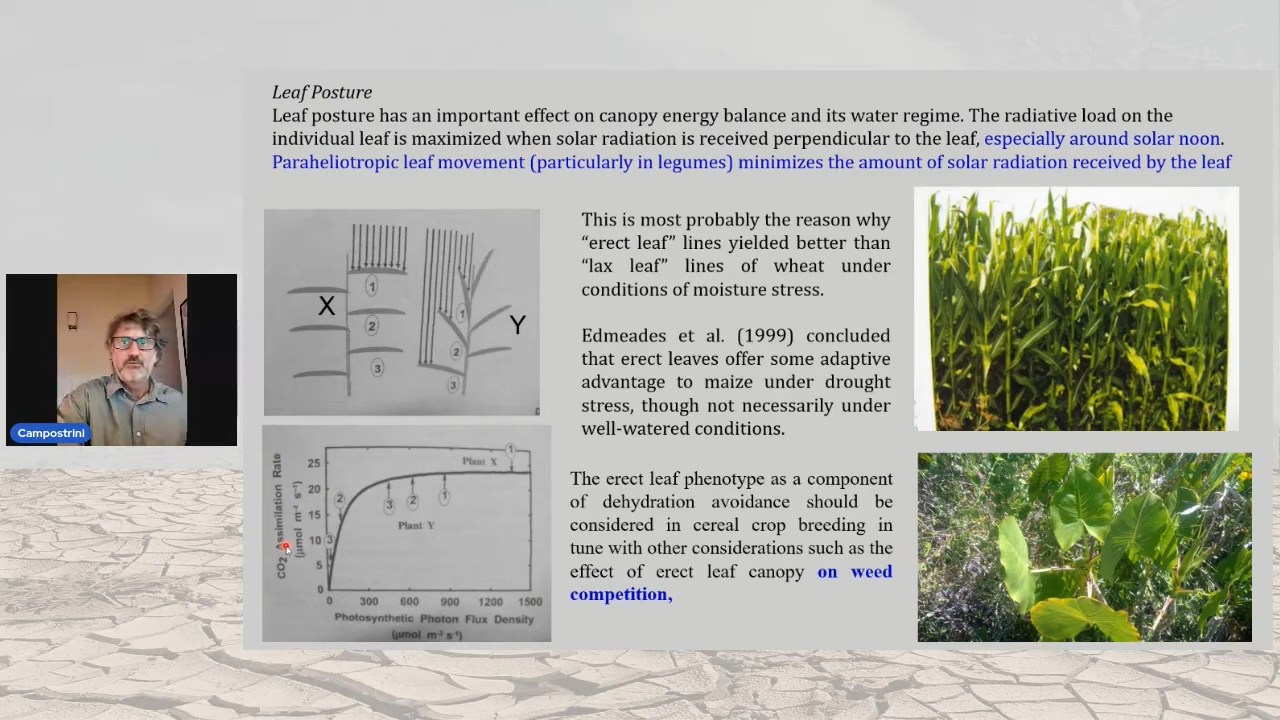 Leaf Posture
Leaf posture has an important effect on canopy energy balance and its water regime. The radiative load on the
individual leaf is maximized when solar radiation is received perpendicular to the leaf, especially around solar noon.
Paraheliotropic leaf movement (particularly in legumes) minimizes the amount of solar radiation received by the leaf
X
1
2
3
Y
1
2
3
This is most probably the reason why
“erect leaf” lines yielded better than
“lax leaf” lines of wheat under
conditions of moisture stress.
Edmeades et al. (1999) concluded
that erect leaves offer some adaptive
advantage to maize under drought
stress, though not necessarily under
well-watered conditions.
Campostrini
CO2 Assimilation Rate
(μmol m⁻² s⁻¹)
25
20
15
10
5
0
Plant X
1
2
3
3
2
1
Plant Y
0 300 600 900 1200 1500
Photosynthetic Photon Flux Density
(μmol m⁻² s⁻¹)
The erect leaf phenotype as a component
of dehydration avoidance should be
considered in cereal crop breeding in
tune with other considerations such as the
effect of erect leaf canopy on weed
competition,